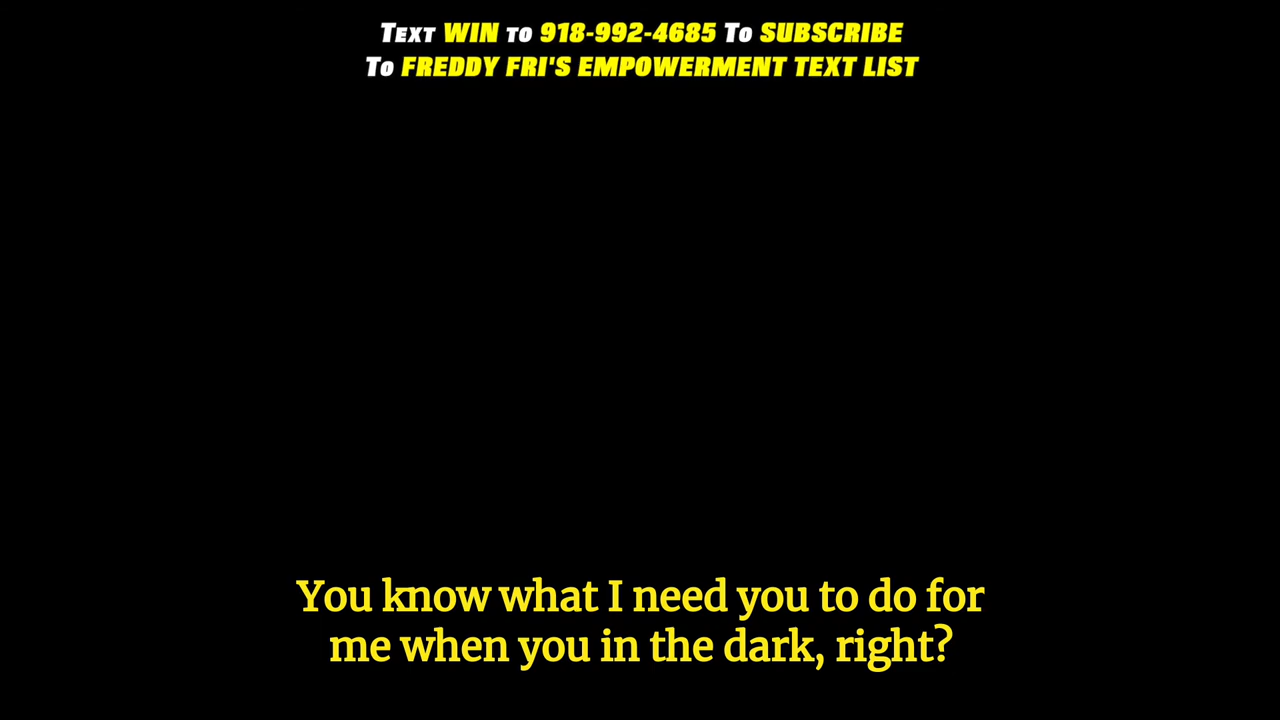 Text WIN to 918-992-4685 To SUBSCRIBE
To FREDDY FRI'S EMPOWERMENT TEXT LIST
You know what I need you to do for
me when you in the dark, right?